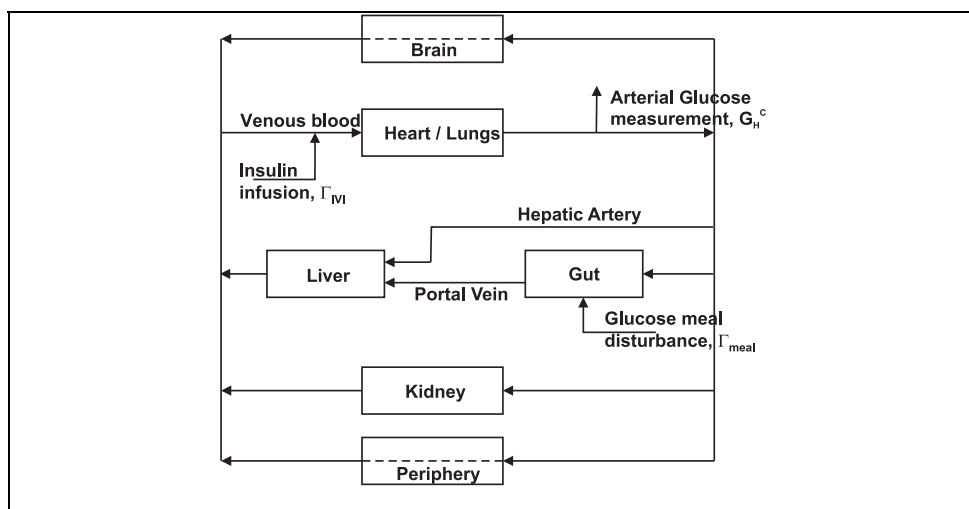 Brain
Venous blood
Heart / Lungs
Arterial Glucose
measurement, G_H^C
Insulin
infusion, Γ_IVI
Hepatic Artery
Liver
Gut
Portal Vein
Glucose meal
disturbance, Γ_meal
Kidney
Periphery